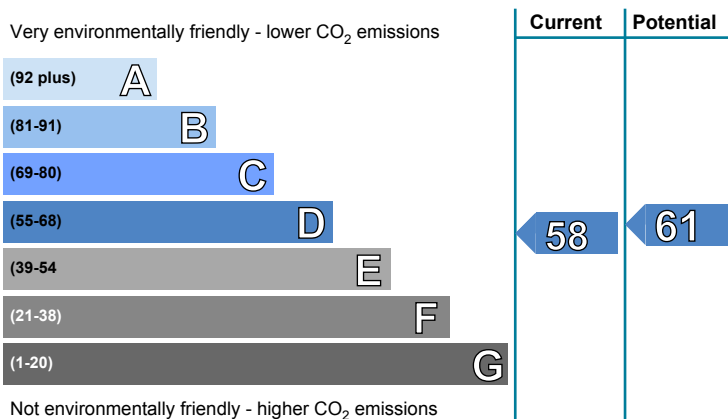 Current Potential
Very environmentally friendly - lower CO2 emissions
(92 plus) A
(81-91) B
(69-80) C
(55-68) D
58 61
(39-54 E
(21-38) F
(1-20) G
Not environmentally friendly - higher CO2 emissions